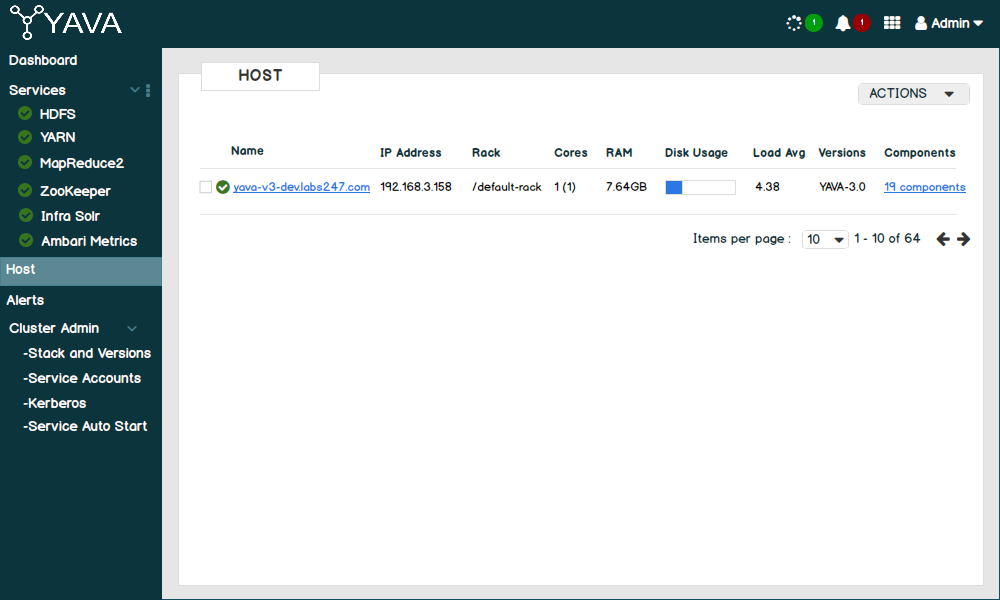 YAVA
1
1
Admin
Dashboard
Services
HDFS
YARN
MapReduce2
ZooKeeper
Infra Solr
Ambari Metrics
Host
Alerts
Cluster Admin
-Stack and Versions
-Service Accounts
-Kerberos
-Service Auto Start
HOST
ACTIONS
Name IP Address Rack Cores RAM Disk Usage Load Avg Versions Components
yava-v3-dev.labs247.com 192.168.3.158 /default-rack 1 (1) 7.64GB 4.38 YAVA-3.0 19 components
Items per page : 10 1 - 10 of 64